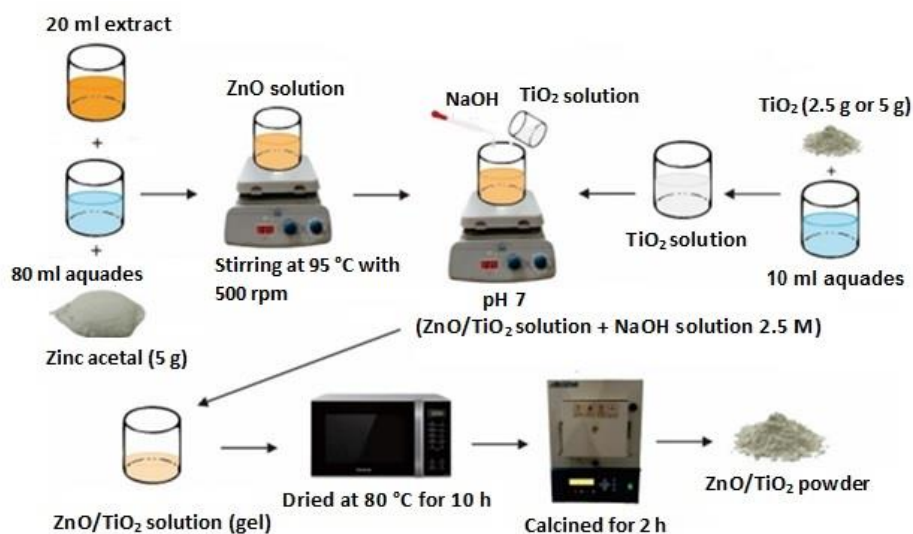 20 ml extract
+
80 ml aquades
+
Zinc acetal (5 g)
ZnO solution
Stirring at 95 °C with
500 rpm
NaOH
TiO₂ solution
pH 7
(ZnO/TiO₂ solution + NaOH solution 2.5 M)
TiO₂ (2.5 g or 5 g)
+
10 ml aquades
TiO₂ solution
ZnO/TiO₂ solution (gel)
Dried at 80 °C for 10 h
Calcined for 2 h
ZnO/TiO₂ powder